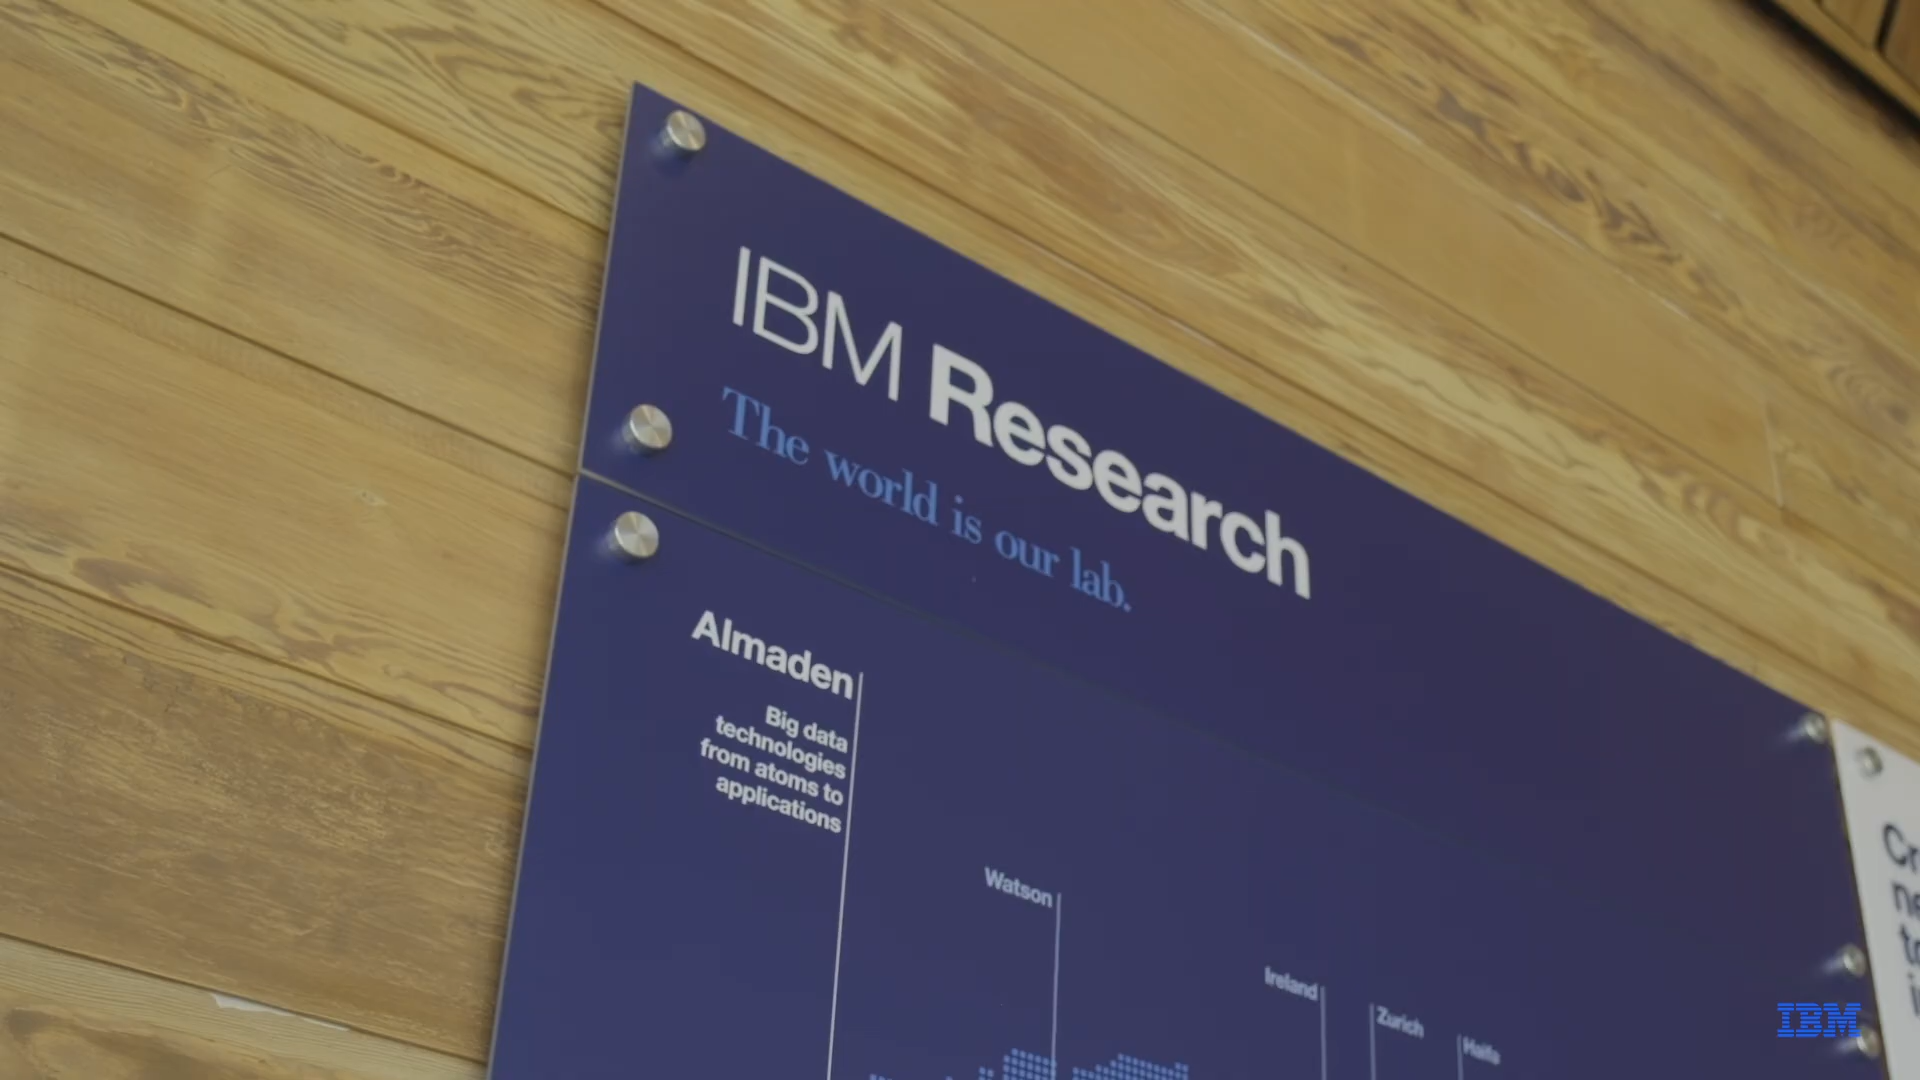 IBM Research
The world is our lab.
Almaden
Big data
technologies
from atoms to
applications
Watson
Ireland
Zurich
Haifa
IBM